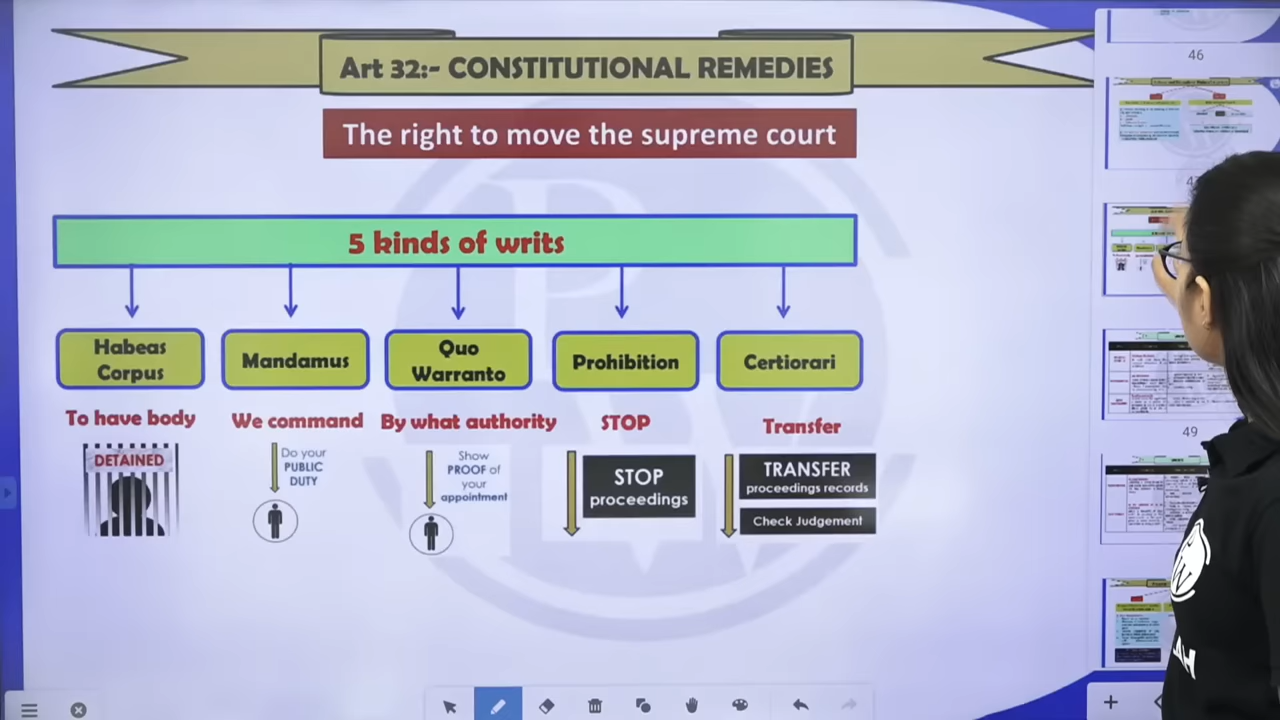 Art 32:- CONSTITUTIONAL REMEDIES
The right to move the supreme court
5 kinds of writs
Habeas
Corpus
Mandamus
Quo
Warranto
Prohibition
Certiorari
To have body
We command
By what authority
STOP
Transfer
DETAINED
Do your
PUBLIC
DUTY
Show
PROOF of
your
appointment
STOP
proceedings
TRANSFER
proceedings records
Check Judgement
46
49